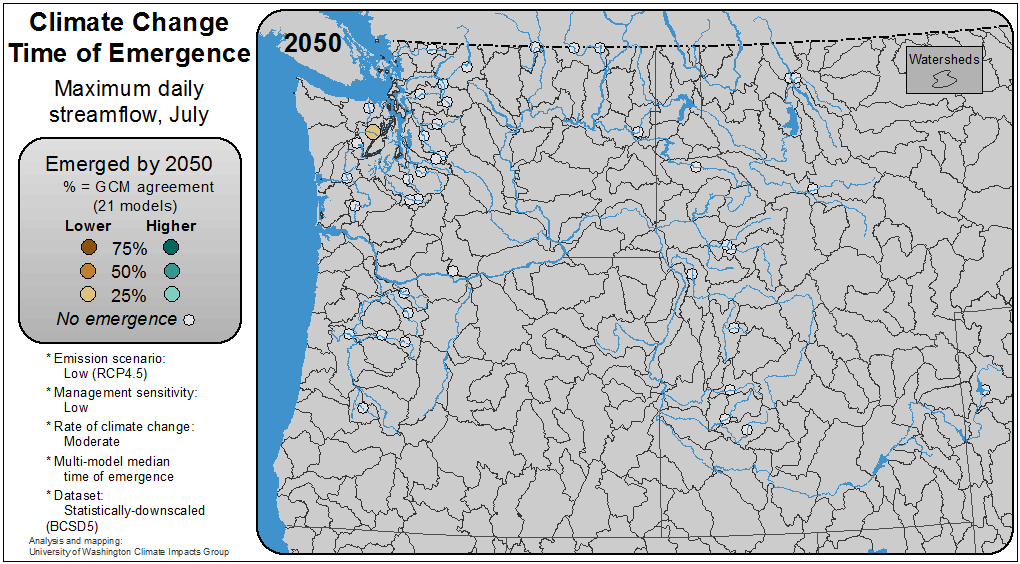 Climate Change
Time of Emergence
Maximum daily
streamflow, July
Emerged by 2050
% = GCM agreement
(21 models)
Lower Higher
75%
50%
25%
No emergence
* Emission scenario:
Low (RCP4.5)
* Management sensitivity:
Low
* Rate of climate change:
Moderate
* Multi-model median
time of emergence
* Dataset:
Statistically-downscaled
(BCSD5)
Analysis and mapping:
University of Washington Climate Impacts Group
2050
Watersheds